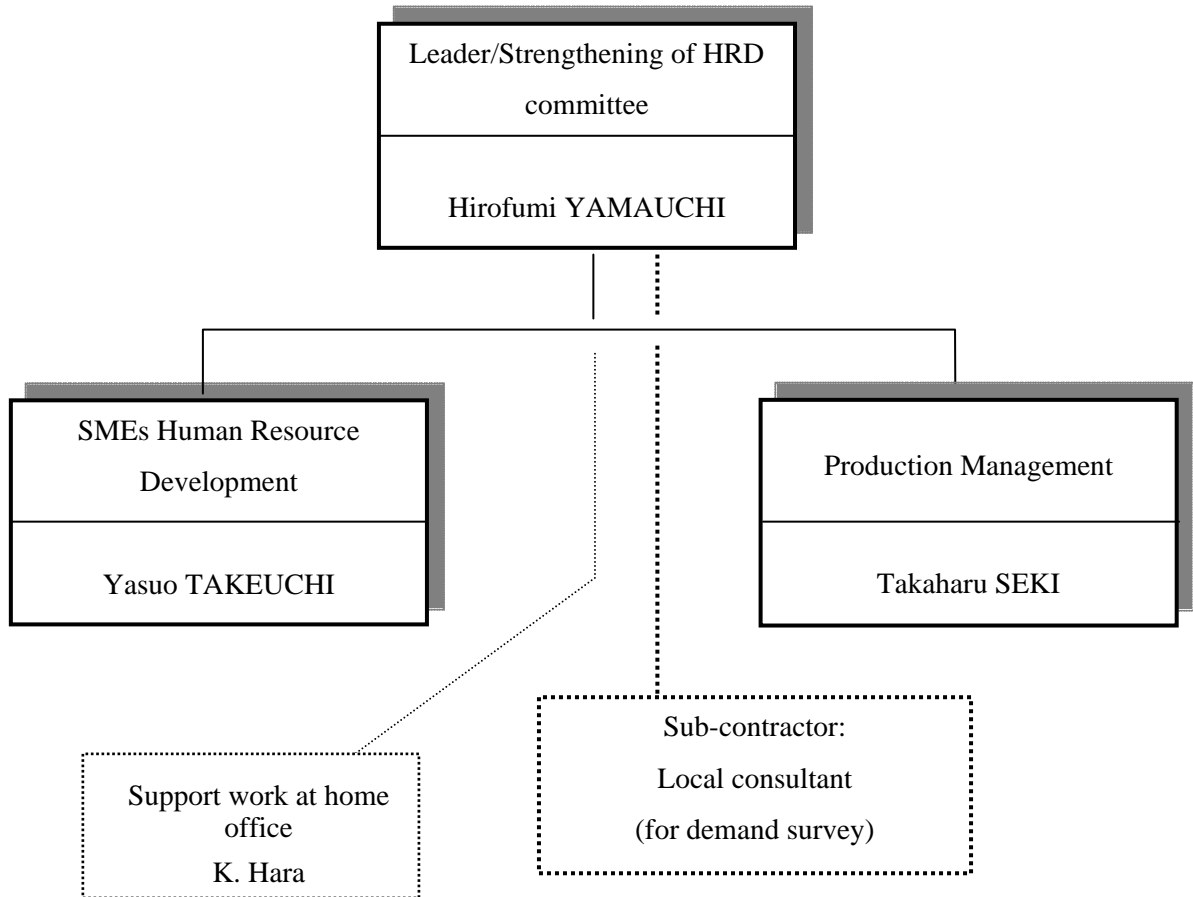 Leader/Strengthening of HRD
committee
Hirofumi YAMAUCHI
SMEs Human Resource
Development
Yasuo TAKEUCHI
Production Management
Takaharu SEKI
Support work at home
office
K. Hara
Sub-contractor:
Local consultant
(for demand survey)